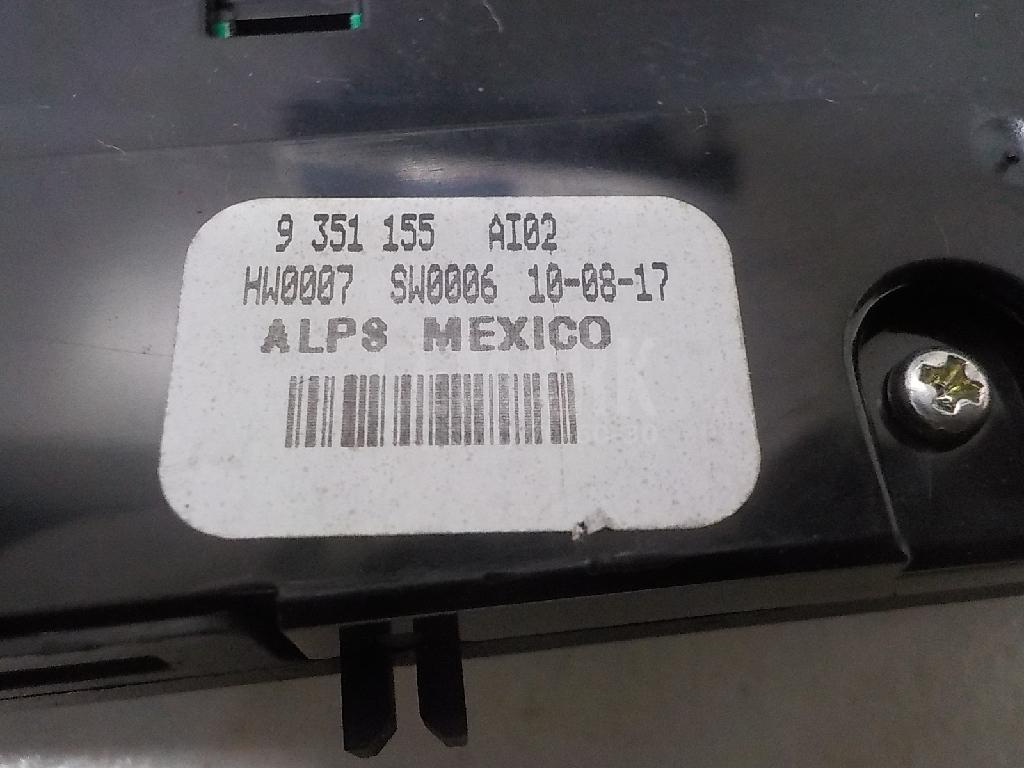 9 351 155 AI02
HW0007 SW0006 10-08-17
ALPS MEXICO